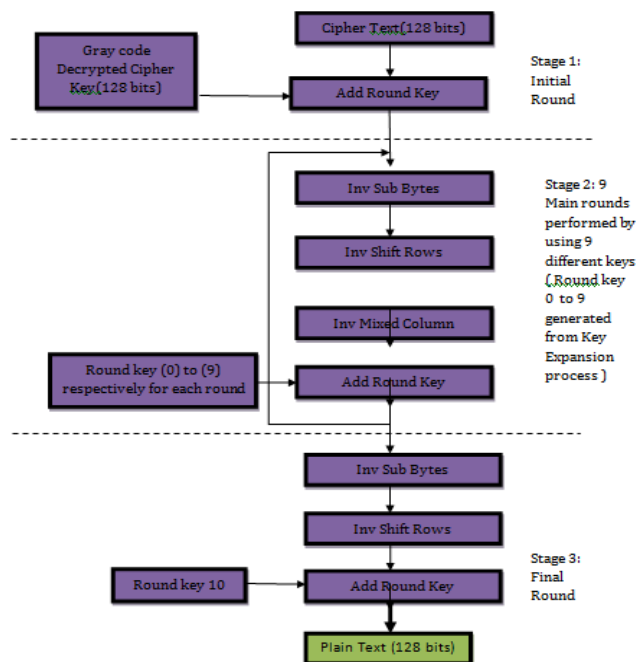 Cipher Text(128 bits)
Gray code
Decrypted Cipher
Key(128 bits)
Add Round Key
Stage 1:
Initial
Round
Inv Sub Bytes
Inv Shift Rows
Inv Mixed Column
Round key (0) to (9)
respectively for each round
Add Round Key
Stage 2: 9
Main rounds
performed by
using 9
different keys
( Round key
0 to 9
generated
from Key
Expansion
process )
Inv Sub Bytes
Inv Shift Rows
Round key 10
Add Round Key
Stage 3:
Final
Round
Plain Text (128 bits)